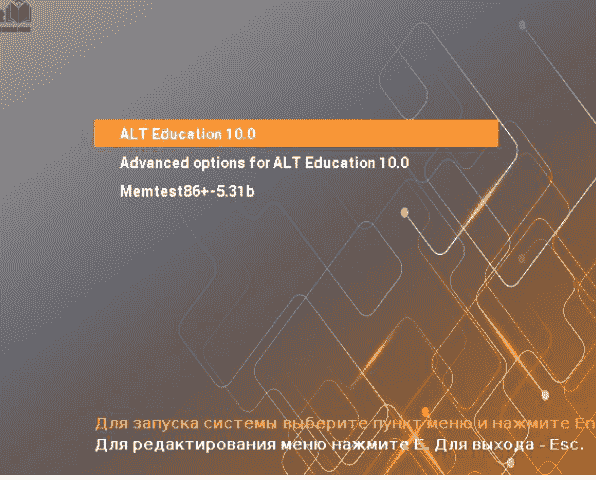 ALT Education 10.0
Advanced options for ALT Education 10.0
Memtest86+-5.31b
Для запуска системы выберите пункт меню и нажмите En
Для редактирования меню нажмите E. Для выхода - Esc.